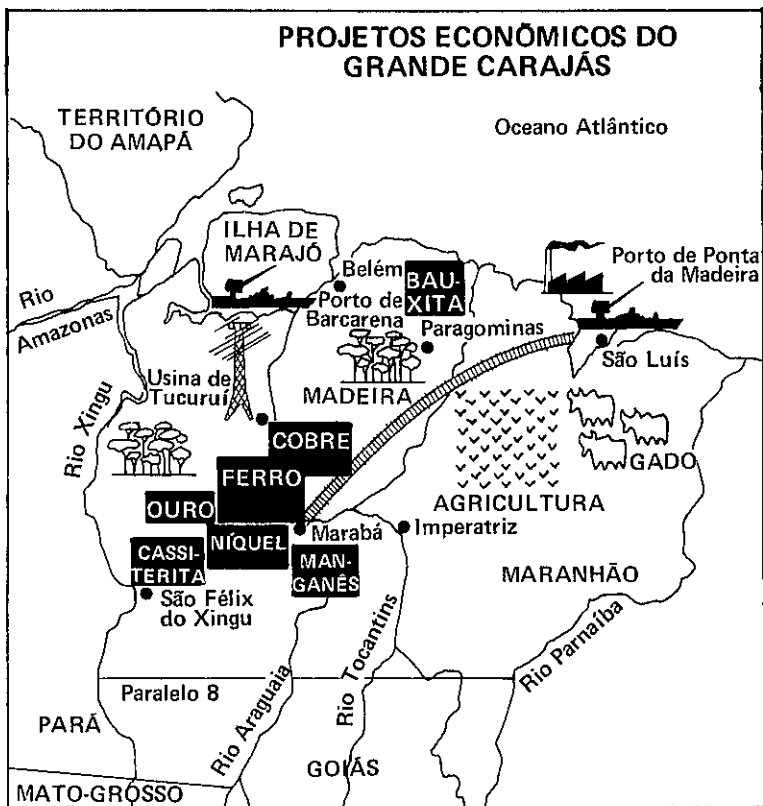 PROJETOS ECONÔMICOS DO
GRANDE CARAJÁS
TERRITÓRIO
DO AMAPÁ
Oceano Atlântico
ILHA DE
MARAJÓ
Belém
BAU-
XITA
Porto de Ponta
da Madeira
Rio
Amazonas
Porto de
Barcarena
Paragominas
São Luís
Usina de
Tucuruí
MADEIRA
Rio Xingu
COBRE
GADO
FERRO
AGRICULTURA
OURO
NÍQUEL
Marabá
Imperatriz
CASSI-
TERITA
MAN-
GANÊS
MARANHÃO
São Félix
do Xingu
Rio Tocantins
Rio Parnaíba
Paralelo 8
Rio Araguaia
PARÁ
GOIÁS
MATO-GROSSO